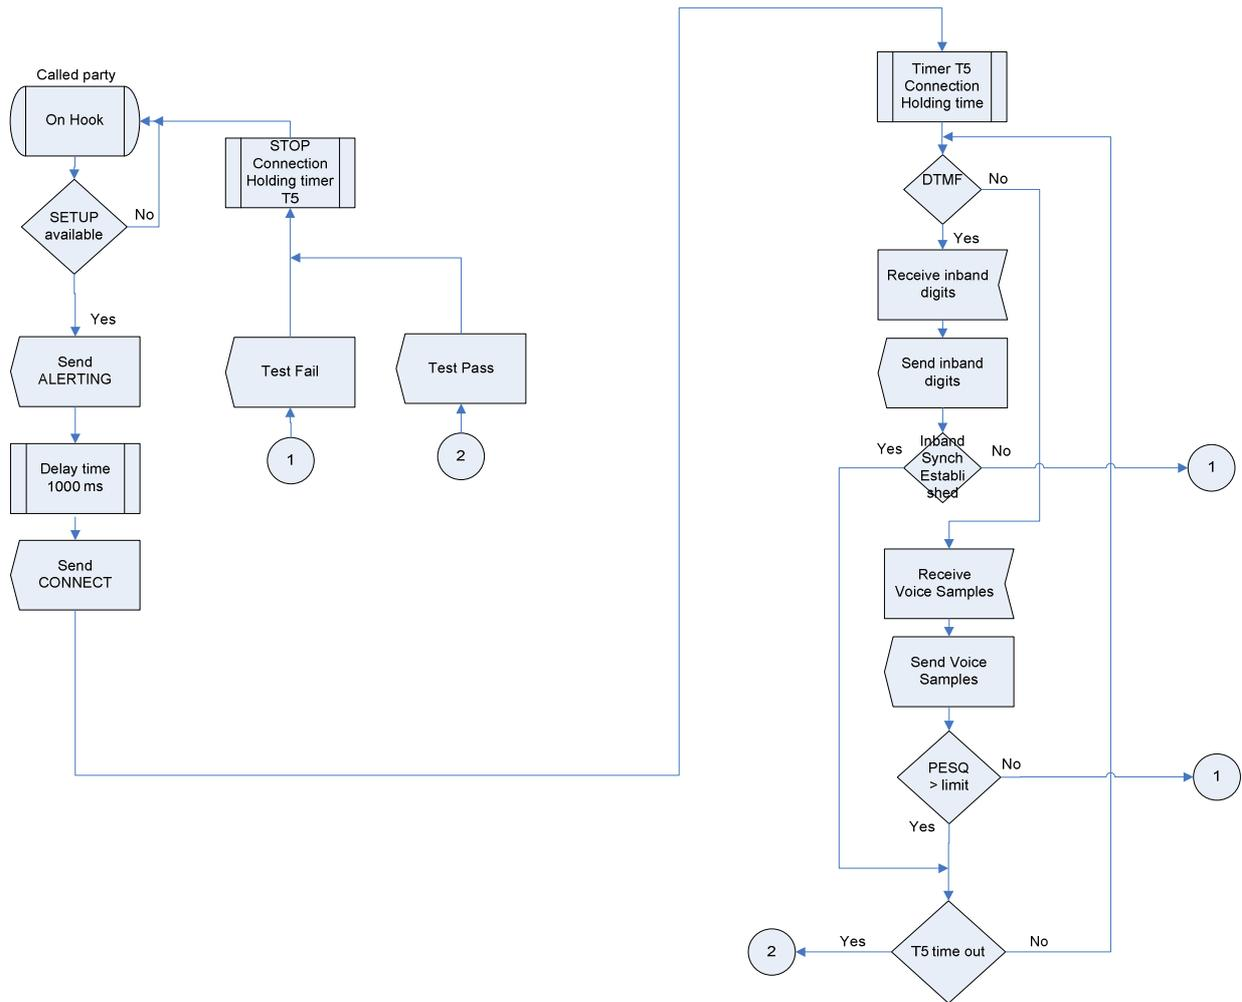 Called party
On Hook
SETUP
available
No
Yes
Send
ALERTING
Delay time
1000 ms
Send
CONNECT
STOP
Connection
Holding timer
T5
Test Fail
1
Test Pass
2
Timer T5
Connection
Holding time
DTMF
No
Yes
Receive inband
digits
Send inband
digits
Inband
Synch
Establi
shed
Yes
No
1
Receive
Voice Samples
Send Voice
Samples
PESQ
> limit
No
1
Yes
T5 time out
Yes
2
No